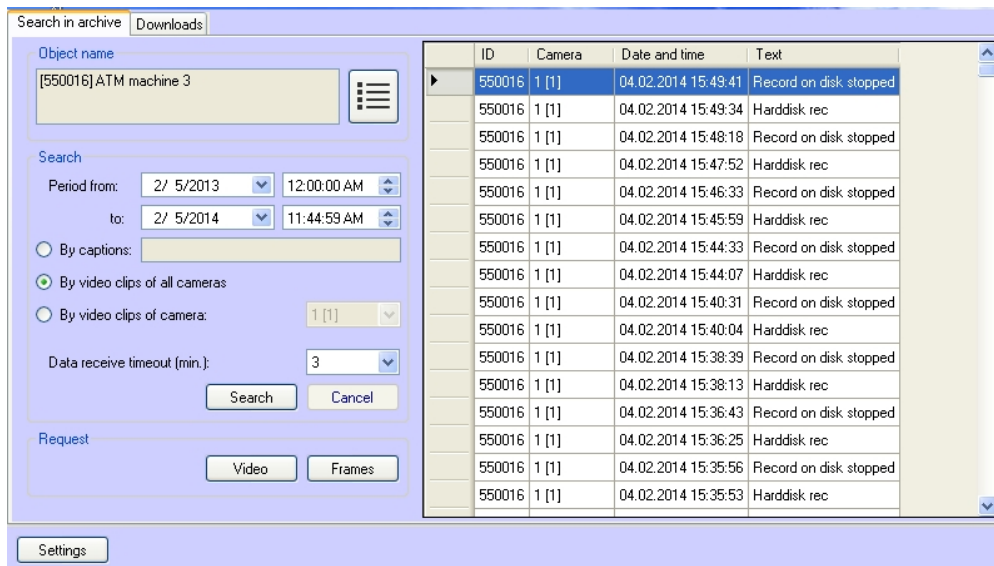 Search in archive Downloads
Object name
[550016] ATM machine 3
Search
Period from: 2/ 5/2013 12:00:00 AM
to: 2/ 5/2014 11:44:59 AM
By captions:
By video clips of all cameras
By video clips of camera: 1 [1]
Data receive timeout (min.): 3
Search Cancel
Request
Video Frames
ID Camera Date and time Text
550016 1 [1] 04.02.2014 15:49:41 Record on disk stopped
550016 1 [1] 04.02.2014 15:49:34 Harddisk rec
550016 1 [1] 04.02.2014 15:48:18 Record on disk stopped
550016 1 [1] 04.02.2014 15:47:52 Harddisk rec
550016 1 [1] 04.02.2014 15:46:33 Record on disk stopped
550016 1 [1] 04.02.2014 15:45:59 Harddisk rec
550016 1 [1] 04.02.2014 15:44:33 Record on disk stopped
550016 1 [1] 04.02.2014 15:44:07 Harddisk rec
550016 1 [1] 04.02.2014 15:40:31 Record on disk stopped
550016 1 [1] 04.02.2014 15:40:04 Harddisk rec
550016 1 [1] 04.02.2014 15:38:39 Record on disk stopped
550016 1 [1] 04.02.2014 15:38:13 Harddisk rec
550016 1 [1] 04.02.2014 15:36:43 Record on disk stopped
550016 1 [1] 04.02.2014 15:36:25 Harddisk rec
550016 1 [1] 04.02.2014 15:35:56 Record on disk stopped
550016 1 [1] 04.02.2014 15:35:53 Harddisk rec
Settings